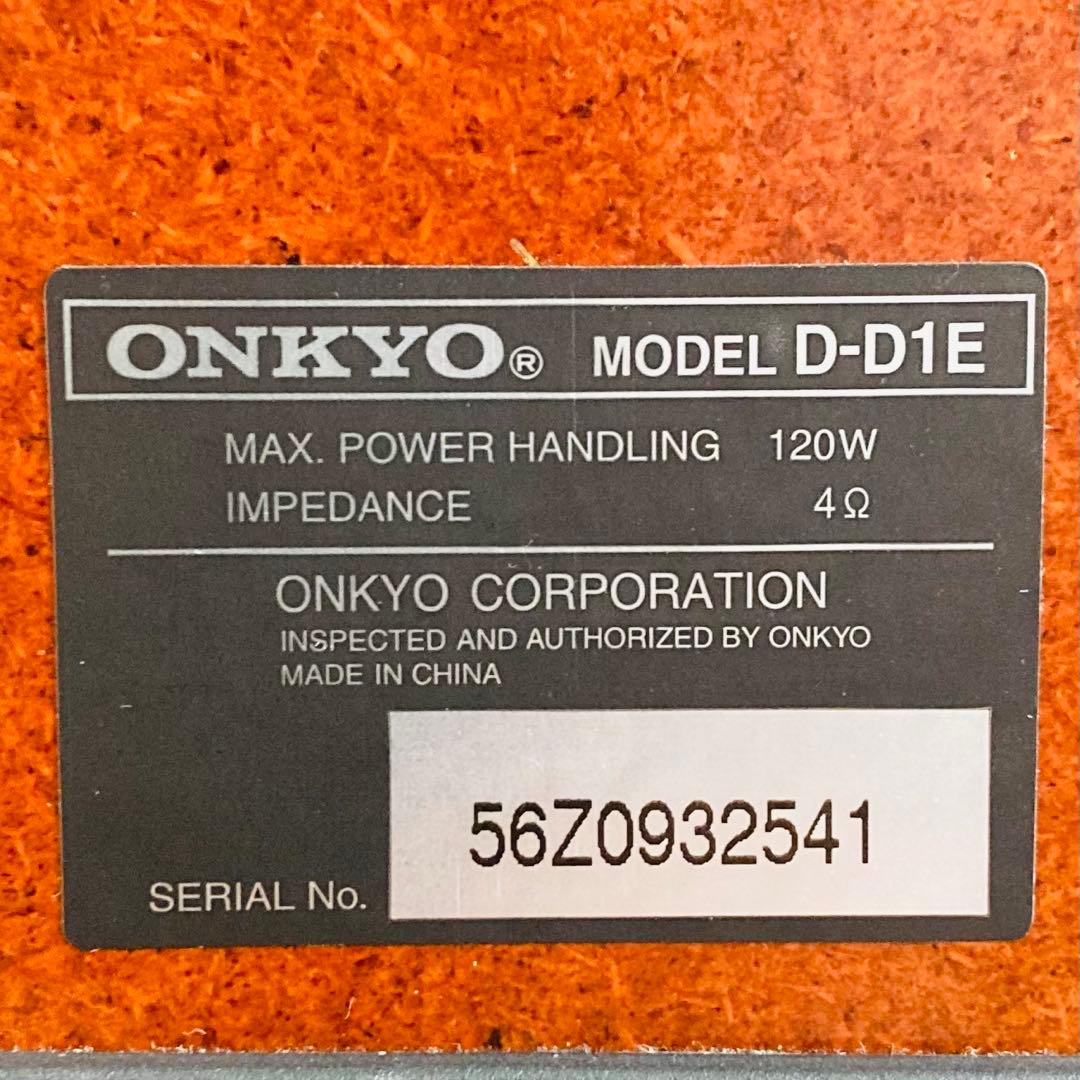 ONKYO® MODEL D-D1E
MAX. POWER HANDLING 120W
IMPEDANCE 4Ω
ONKYO CORPORATION
INSPECTED AND AUTHORIZED BY ONKYO
MADE IN CHINA
56Z0932541
SERIAL No.